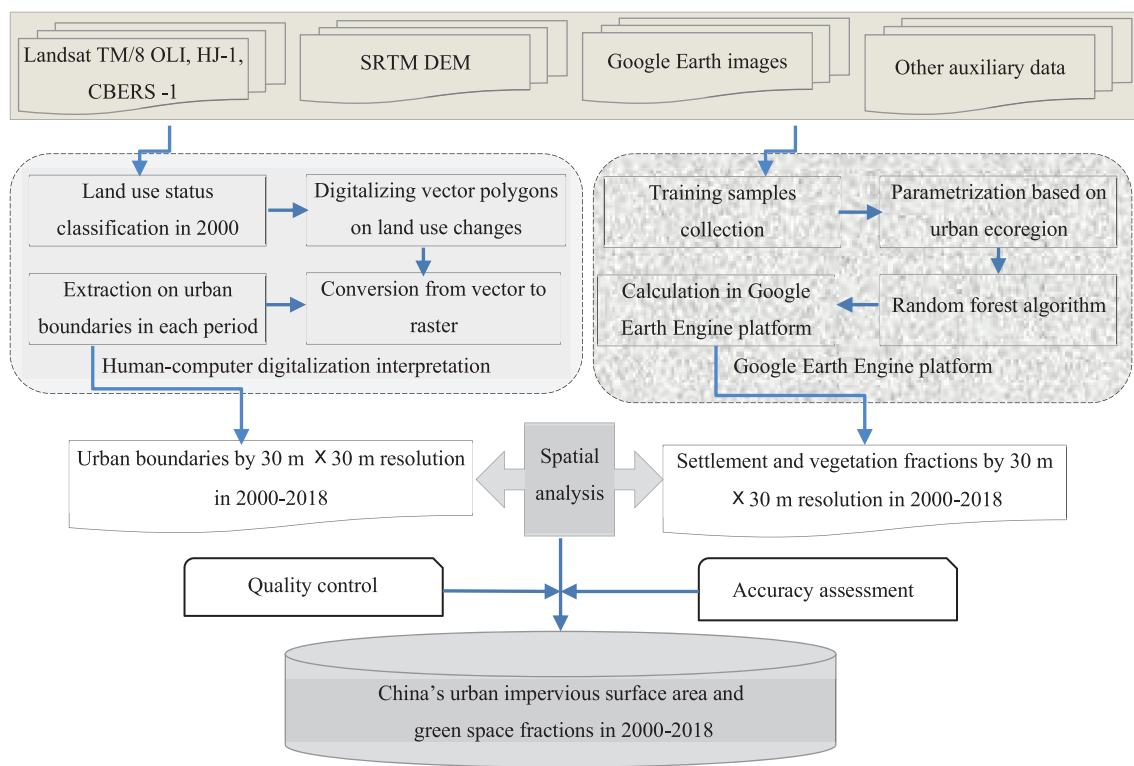 Landsat TM/8 OLI, HJ-1,
CBERS -1
SRTM DEM
Google Earth images
Other auxiliary data
Land use status
classification in 2000
Digitalizing vector polygons
on land use changes
Extraction on urban
boundaries in each period
Conversion from vector to
raster
Human-computer digitalization interpretation
Training samples
collection
Parametrization based on
urban ecoregion
Calculation in Google
Earth Engine platform
Random forest algorithm
Google Earth Engine platform
Urban boundaries by 30 m × 30 m resolution
in 2000-2018
Spatial
analysis
Settlement and vegetation fractions by 30 m
× 30 m resolution in 2000-2018
Quality control
Accuracy assessment
China's urban impervious surface area and
green space fractions in 2000-2018